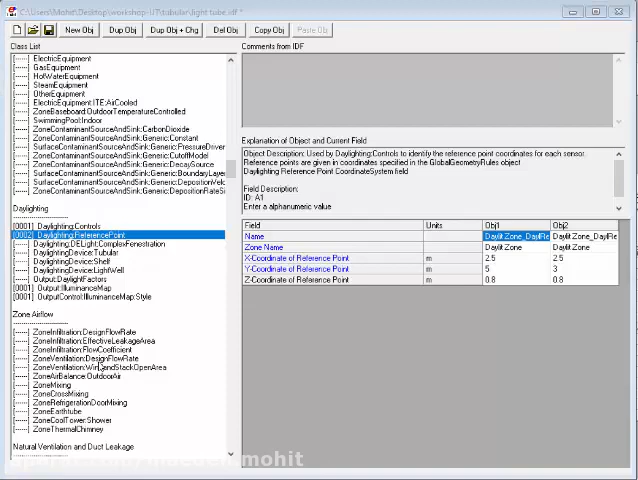 C:\Users\Mohit\Desktop\workshop-UT\tubular\light tube.idf *
New Obj Dup Obj Dup Obj + Chg Del Obj Copy Obj Paste Obj
Class List
[------] ElectricEquipment
[------] GasEquipment
[------] HotWaterEquipment
[------] SteamEquipment
[------] OtherEquipment
[------] ElectricEquipment:ITE:AirCooled
[------] ZoneBaseboard:OutdoorTemperatureControlled
[------] SwimmingPool:Indoor
[------] ZoneContaminantSourceAndSink:CarbonDioxide
[------] ZoneContaminantSourceAndSink:Generic:Constant
[------] SurfaceContaminantSourceAndSink:Generic:PressureDriver
[------] ZoneContaminantSourceAndSink:Generic:CutoffModel
[------] ZoneContaminantSourceAndSink:Generic:DecaySource
[------] SurfaceContaminantSourceAndSink:Generic:BoundaryLayer
[------] SurfaceContaminantSourceAndSink:Generic:DepositionVeloc
[------] ZoneContaminantSourceAndSink:Generic:DepositionRateSi
Daylighting
[0001] Daylighting:Controls
[0002] Daylighting:ReferencePoint
[------] Daylighting:DELight:ComplexFenestration
[------] DaylightingDevice:Tubular
[------] DaylightingDevice:Shelf
[------] DaylightingDevice:LightWell
[------] Output:DaylightFactors
[0001] Output:IlluminanceMap
[0001] OutputControl:IlluminanceMap:Style
Zone Airflow
[------] ZoneInfiltration:DesignFlowRate
[------] ZoneInfiltration:EffectiveLeakageArea
[------] ZoneInfiltration:FlowCoefficient
[------] ZoneVentilation:DesignFlowRate
[------] ZoneVentilation:WindandStackOpenArea
[------] ZoneAirBalance:OutdoorAir
[------] ZoneMixing
[------] ZoneCrossMixing
[------] ZoneRefrigerationDoorMixing
[------] ZoneEarthtube
[------] ZoneCoolTower:Shower
[------] ZoneThermalChimney
Natural Ventilation and Duct Leakage
Comments from IDF
Explanation of Object and Current Field
Object Description: Used by Daylighting:Controls to identify the reference point coordinates for each sensor.
Reference points are given in coordinates specified in the GlobalGeometryRules object
Daylighting Reference Point CoordinateSystem field
Field Description:
ID: A1
Enter a alphanumeric value
Field Units Obj1 Obj2
Name Daylit Zone_DaylRe Daylit Zone_DaylRe
Zone Name Daylit Zone Daylit Zone
X-Coordinate of Reference Point m 2.5 2.5
Y-Coordinate of Reference Point m 5 3
Z-Coordinate of Reference Point m 0.8 0.8
mohit